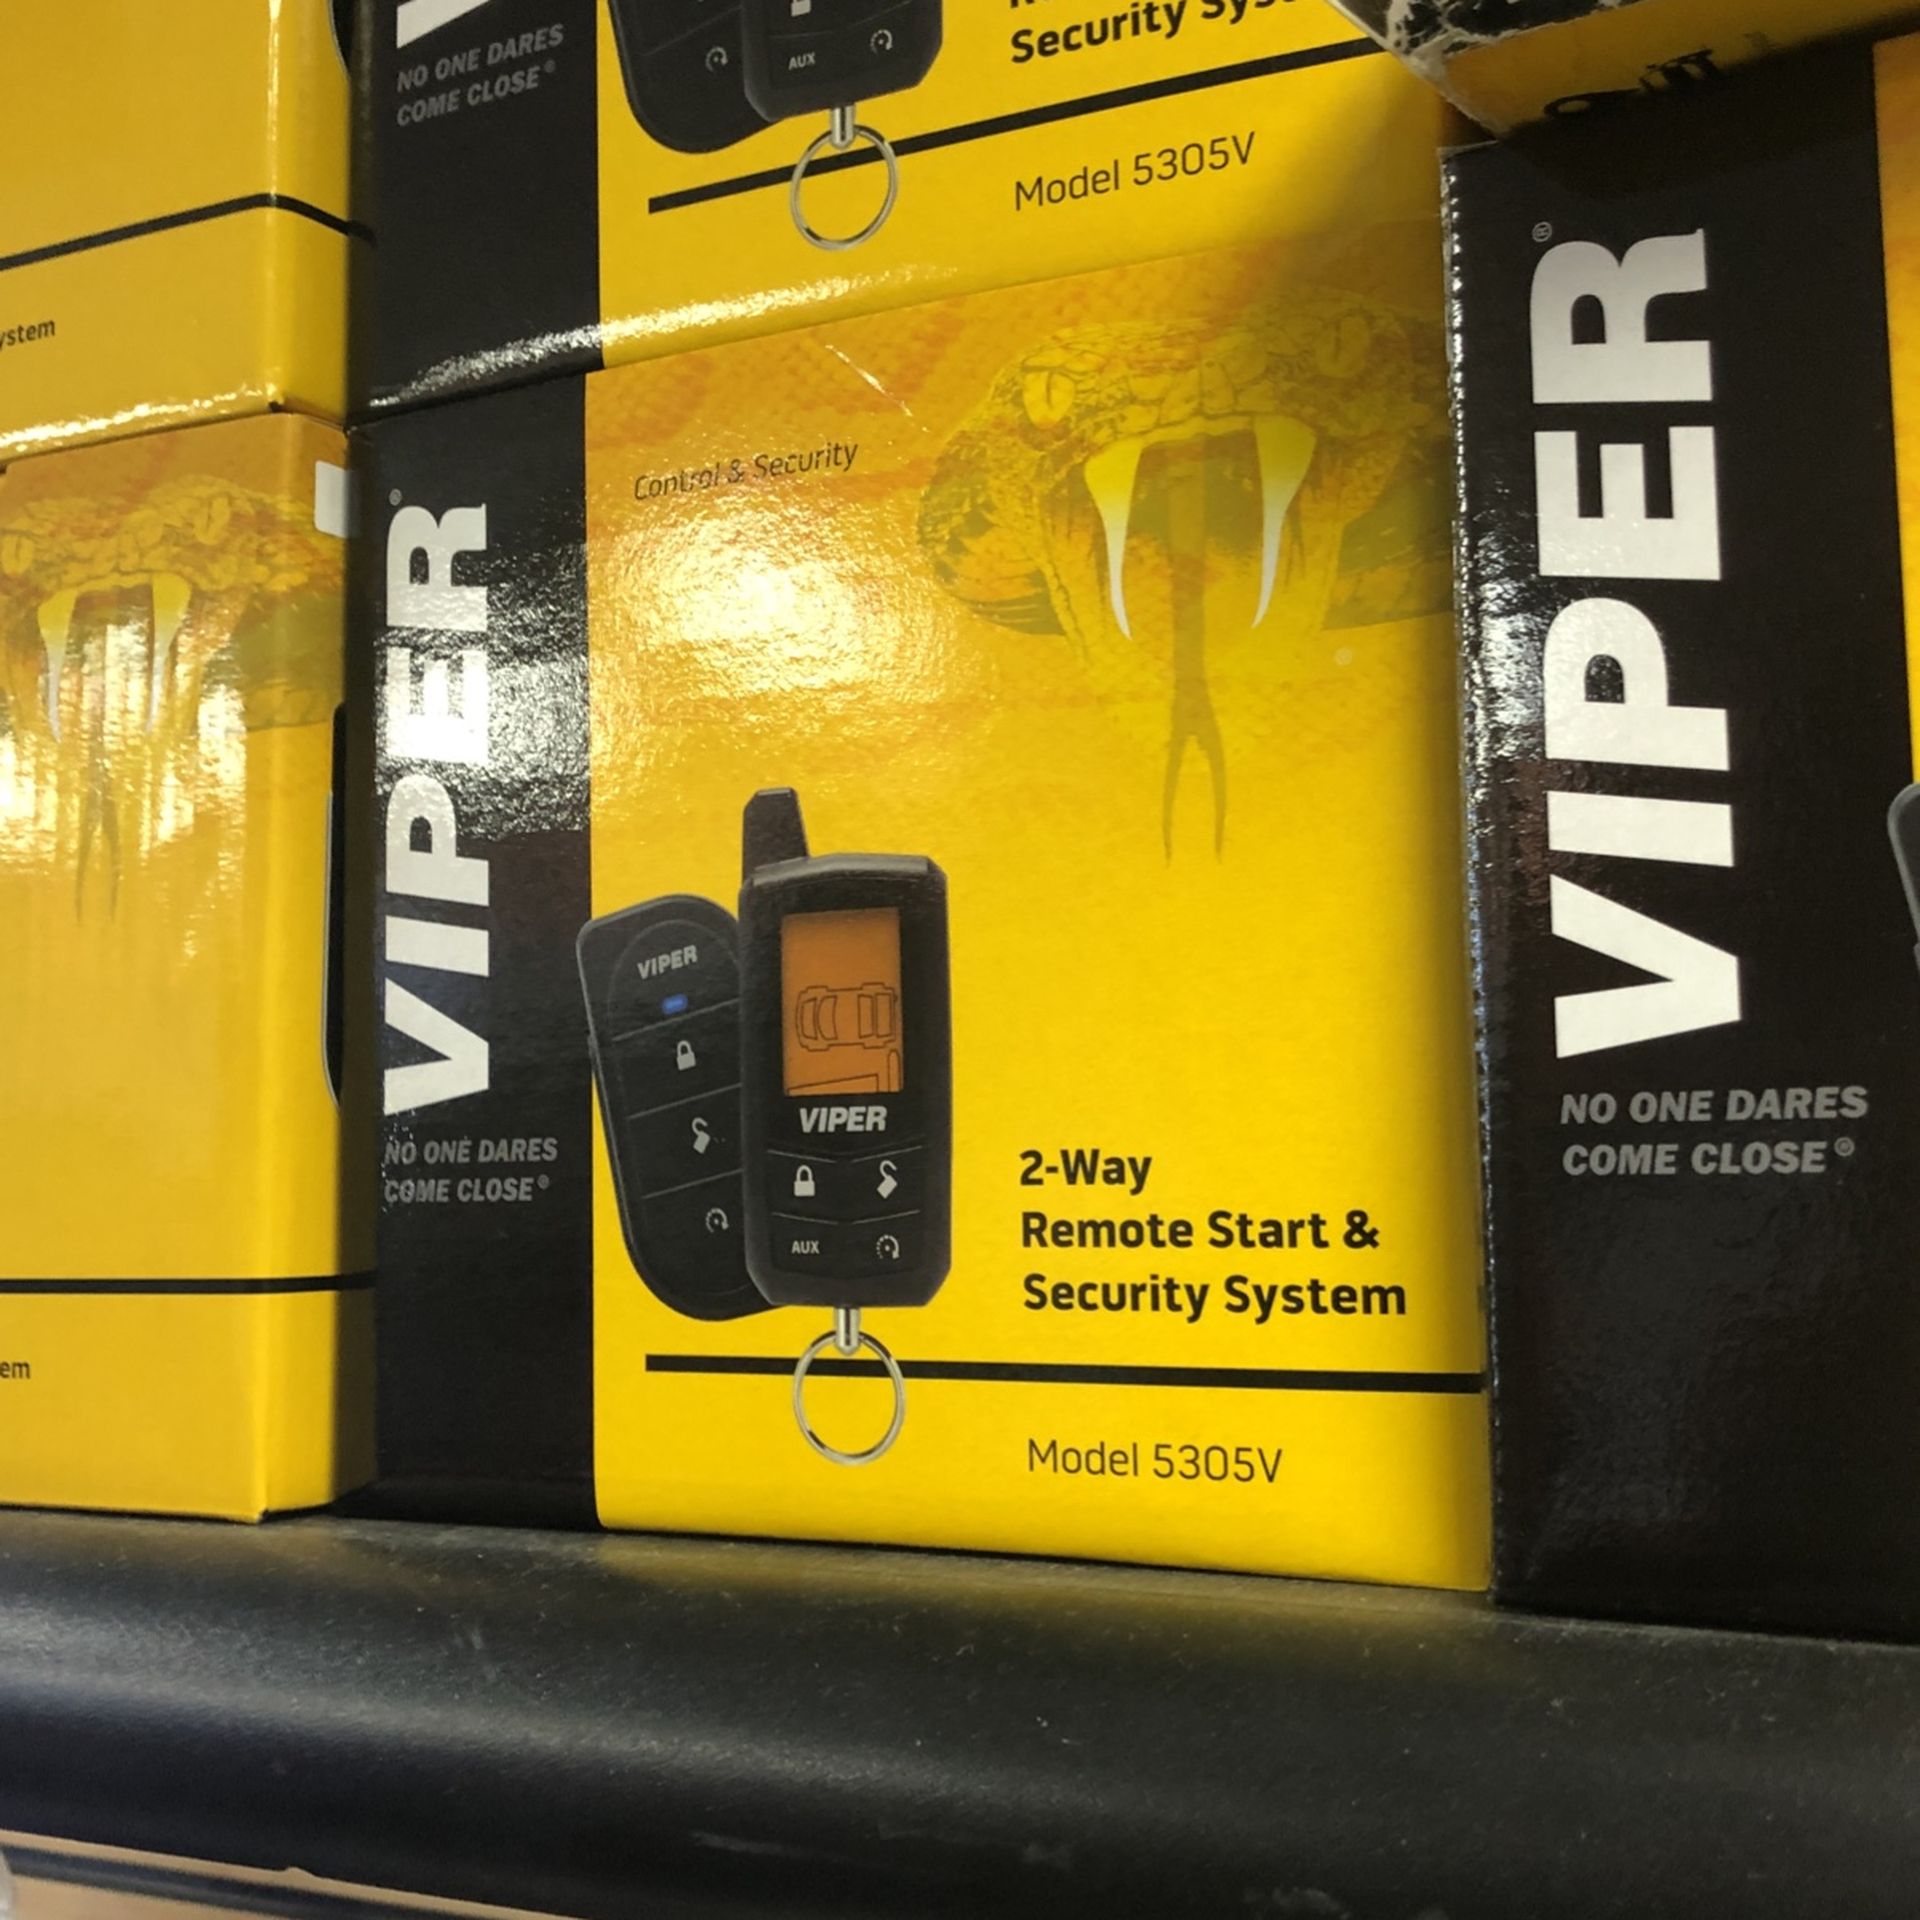 NO ONE DARES
COME CLOSE®
AUX
Security
Model 5305V
ystem
em
VIPER®
NO ONE DARES
COME CLOSE®
Control & Security
VIPER
VIPER
AUX
2-Way
Remote Start &
Security System
Model 5305V
VIPER®
NO ONE DARES
COME CLOSE®